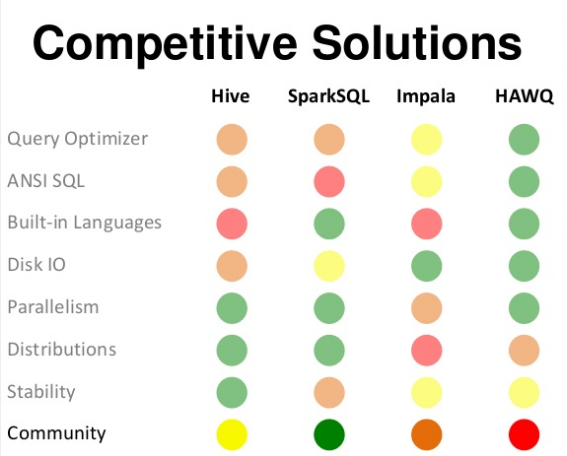 Competitive Solutions
Hive SparkSQL Impala HAWQ
Query Optimizer
ANSI SQL
Built-in Languages
Disk IO
Parallelism
Distributions
Stability
Community